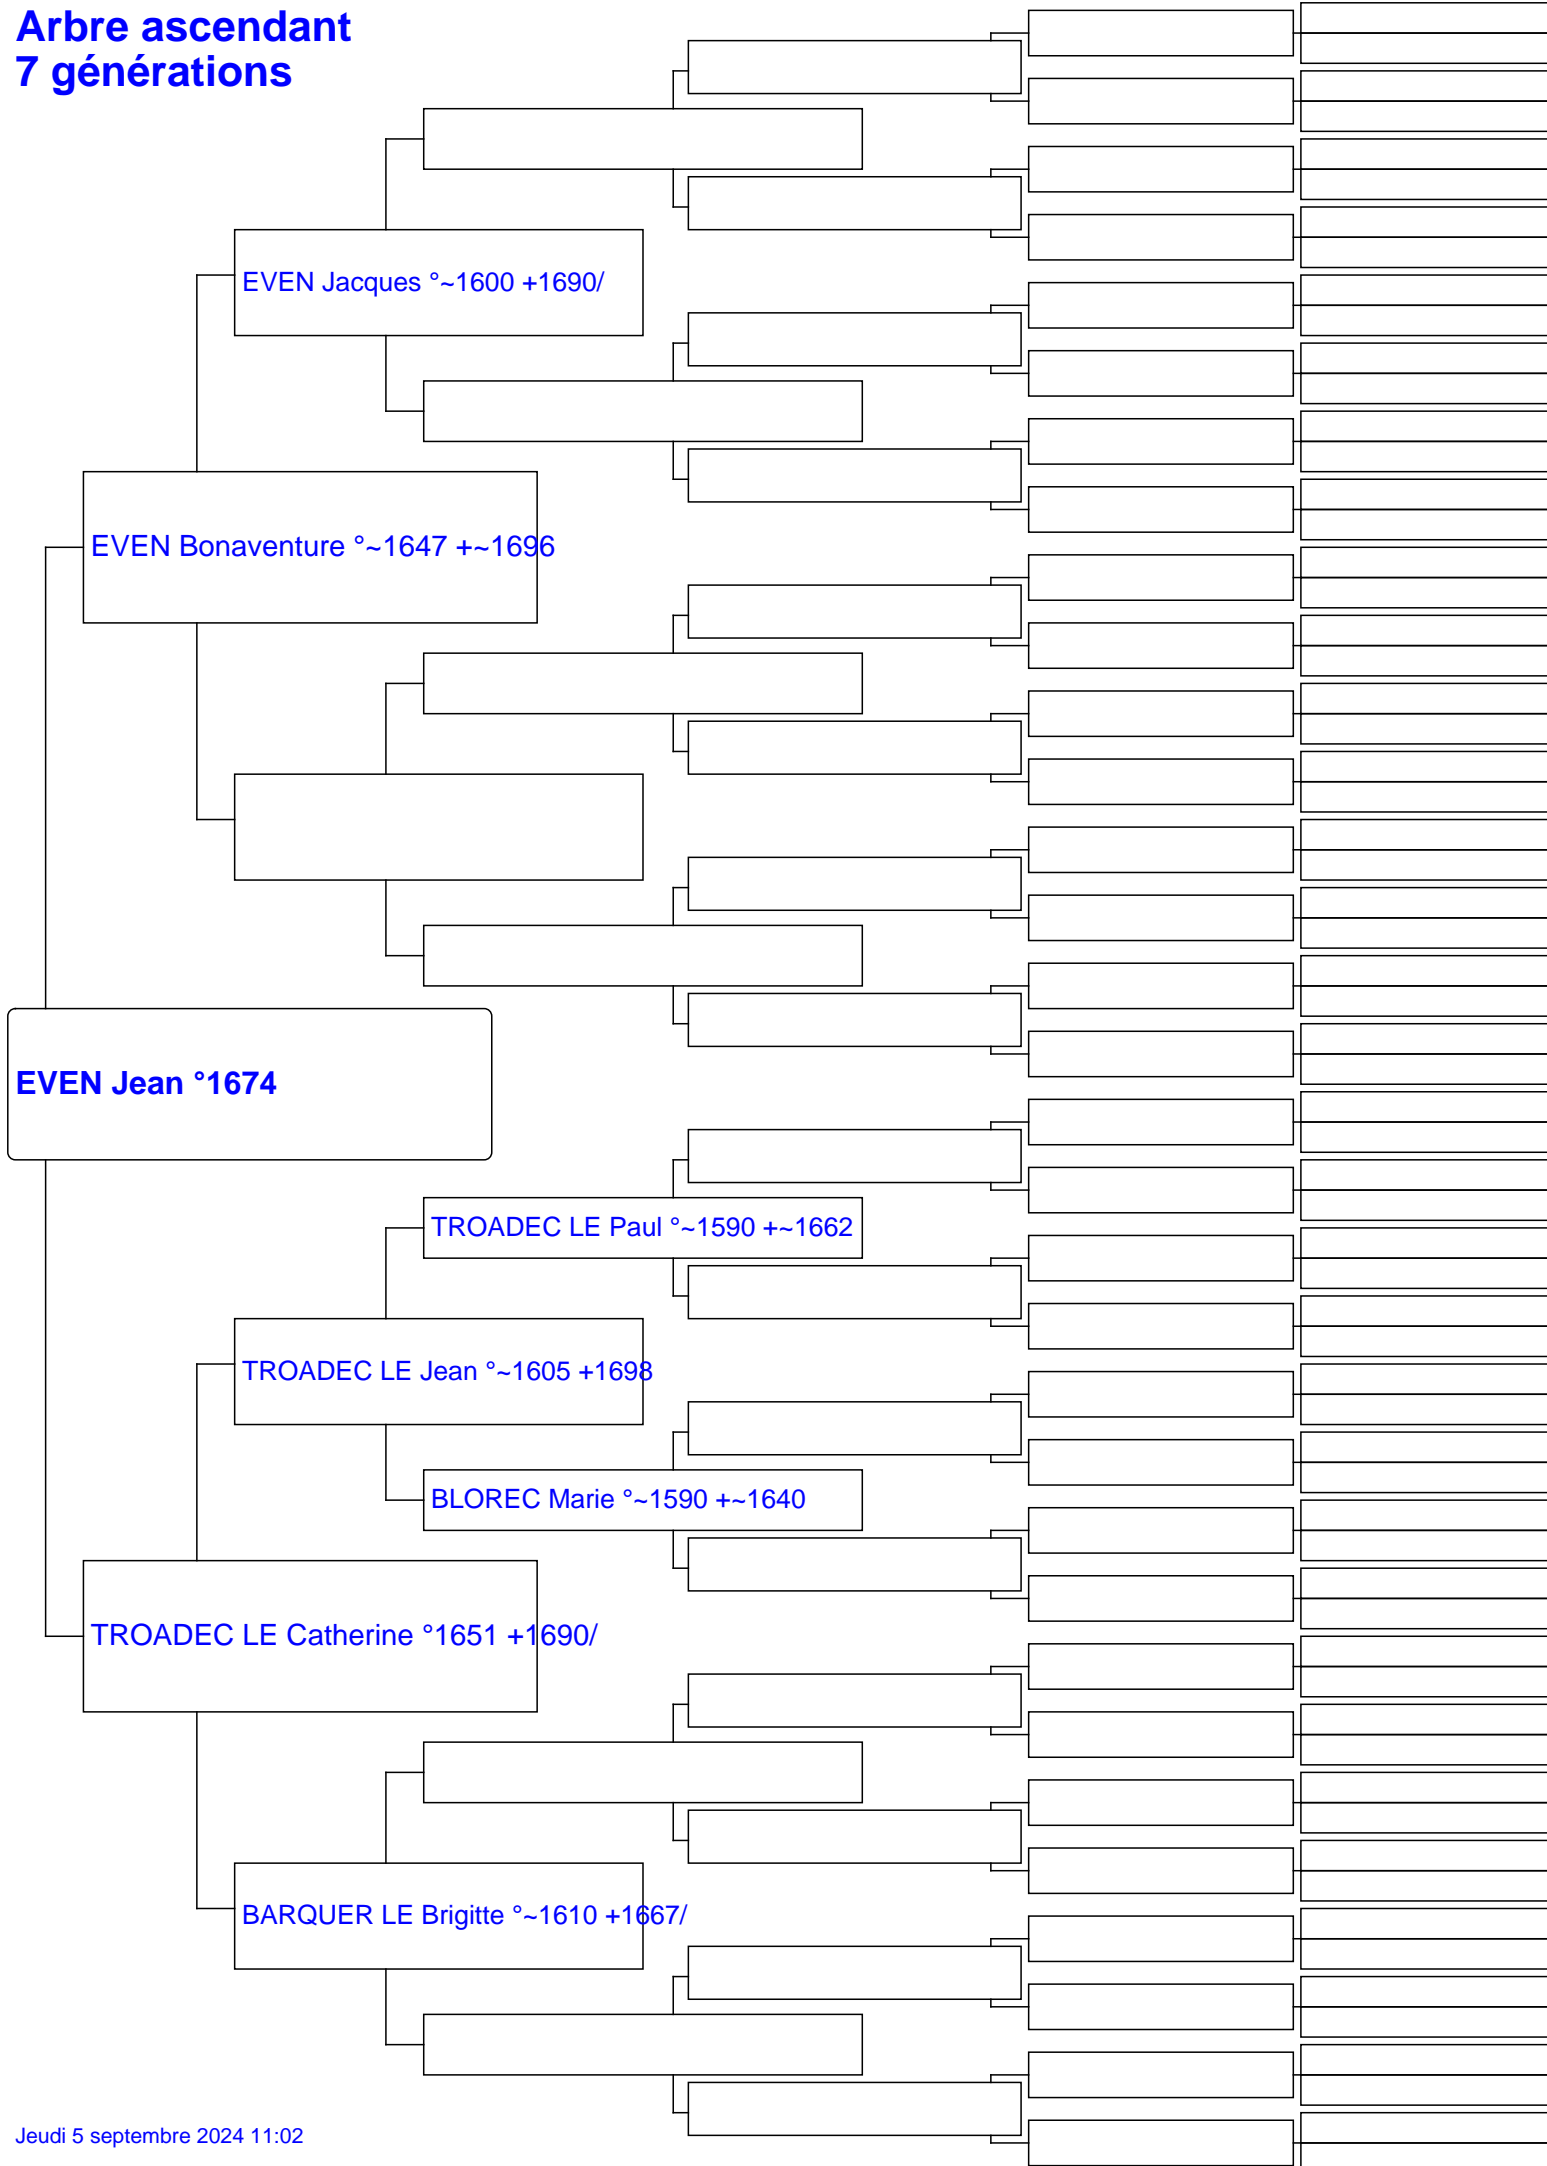 Arbre ascendant
7 générations
EVEN Jacques °~1600 +1690/
EVEN Bonaventure °~1647 +~1696
EVEN Jean °1674
TROADEC LE Paul °~1590 +~1662
TROADEC LE Jean °~1605 +1698
BLOREC Marie °~1590 +~1640
TROADEC LE Catherine °1651 +1690/
BARQUER LE Brigitte °~1610 +1667/
Jeudi 5 septembre 2024 11:02